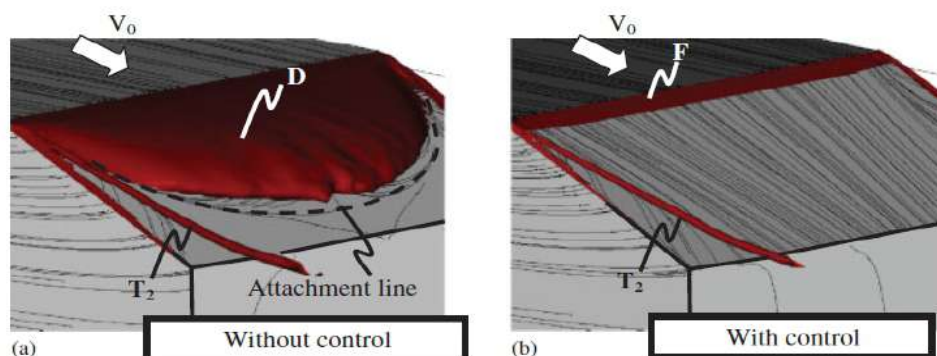 V₀
D
T₂
Attachment line
(a)
Without control
V₀
F
T₂
(b)
With control